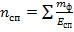 n_сп = Σ m_ф / E_сп